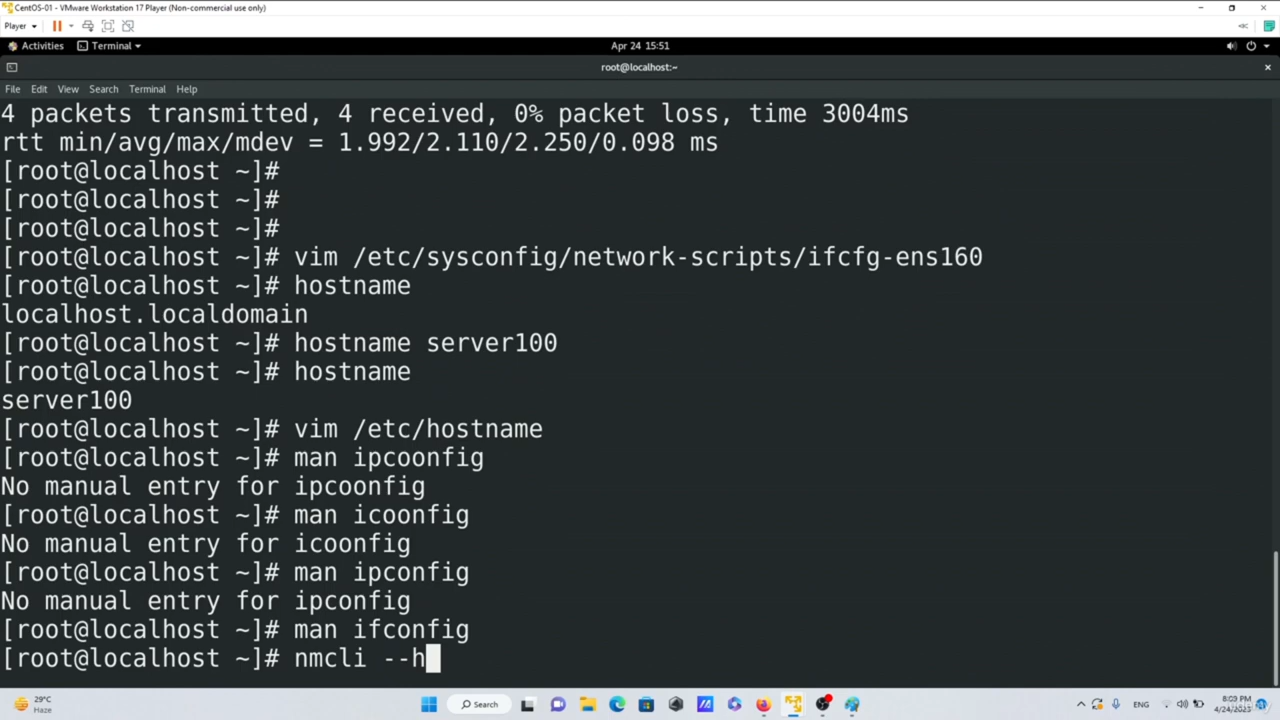 CentOS-01 - VMware Workstation 17 Player (Non-commercial use only)
Player
Activities Terminal Apr 24 15:51
root@localhost:~
File Edit View Search Terminal Help
4 packets transmitted, 4 received, 0% packet loss, time 3004ms
rtt min/avg/max/mdev = 1.992/2.110/2.250/0.098 ms
[root@localhost ~]#
[root@localhost ~]#
[root@localhost ~]#
[root@localhost ~]# vim /etc/sysconfig/network-scripts/ifcfg-ens160
[root@localhost ~]# hostname
localhost.localdomain
[root@localhost ~]# hostname server100
[root@localhost ~]# hostname
server100
[root@localhost ~]# vim /etc/hostname
[root@localhost ~]# man ipcoonfig
No manual entry for ipcoonfig
[root@localhost ~]# man icoonfig
No manual entry for icoonfig
[root@localhost ~]# man ipconfig
No manual entry for ipconfig
[root@localhost ~]# man ifconfig
[root@localhost ~]# nmcli --h
29°C
Haze
Search
ENG
8:09 PM
4/24/2023